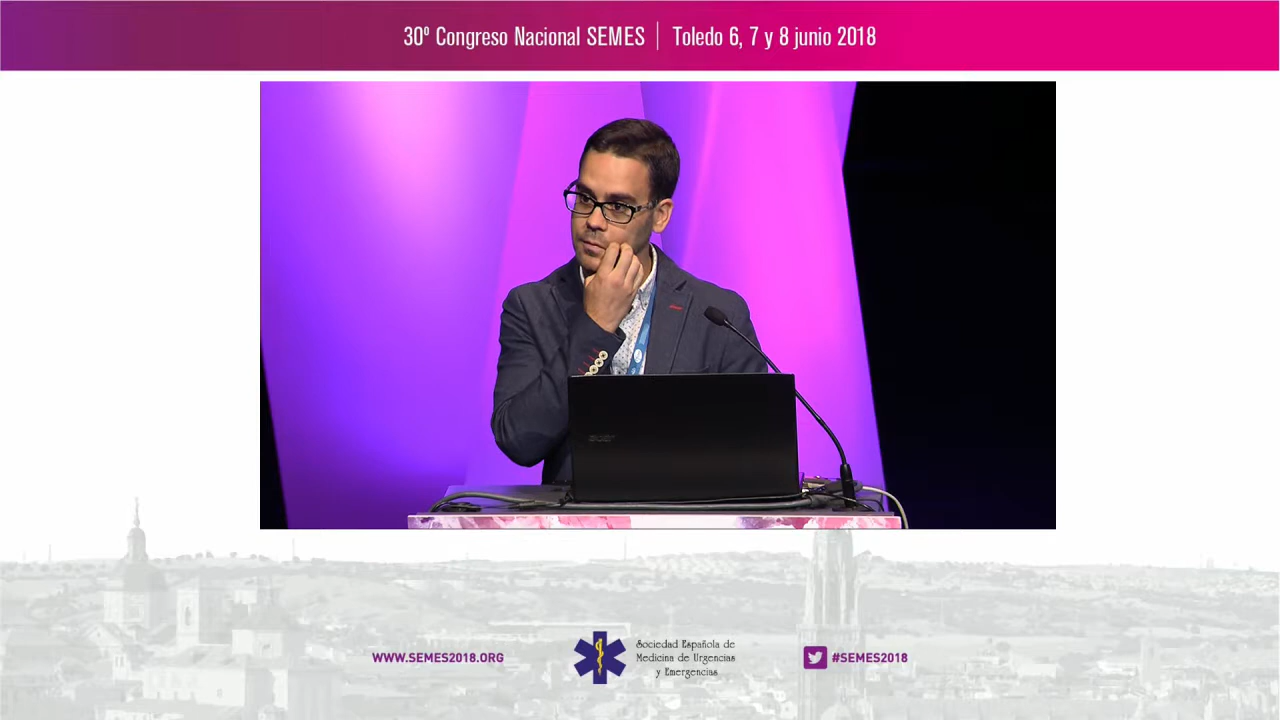 30º Congreso Nacional SEMES | Toledo 6, 7 y 8 junio 2018
acer
WWW.SEMES2018.ORG
Sociedad Española de
Medicina de Urgencias
y Emergencias
#SEMES2018